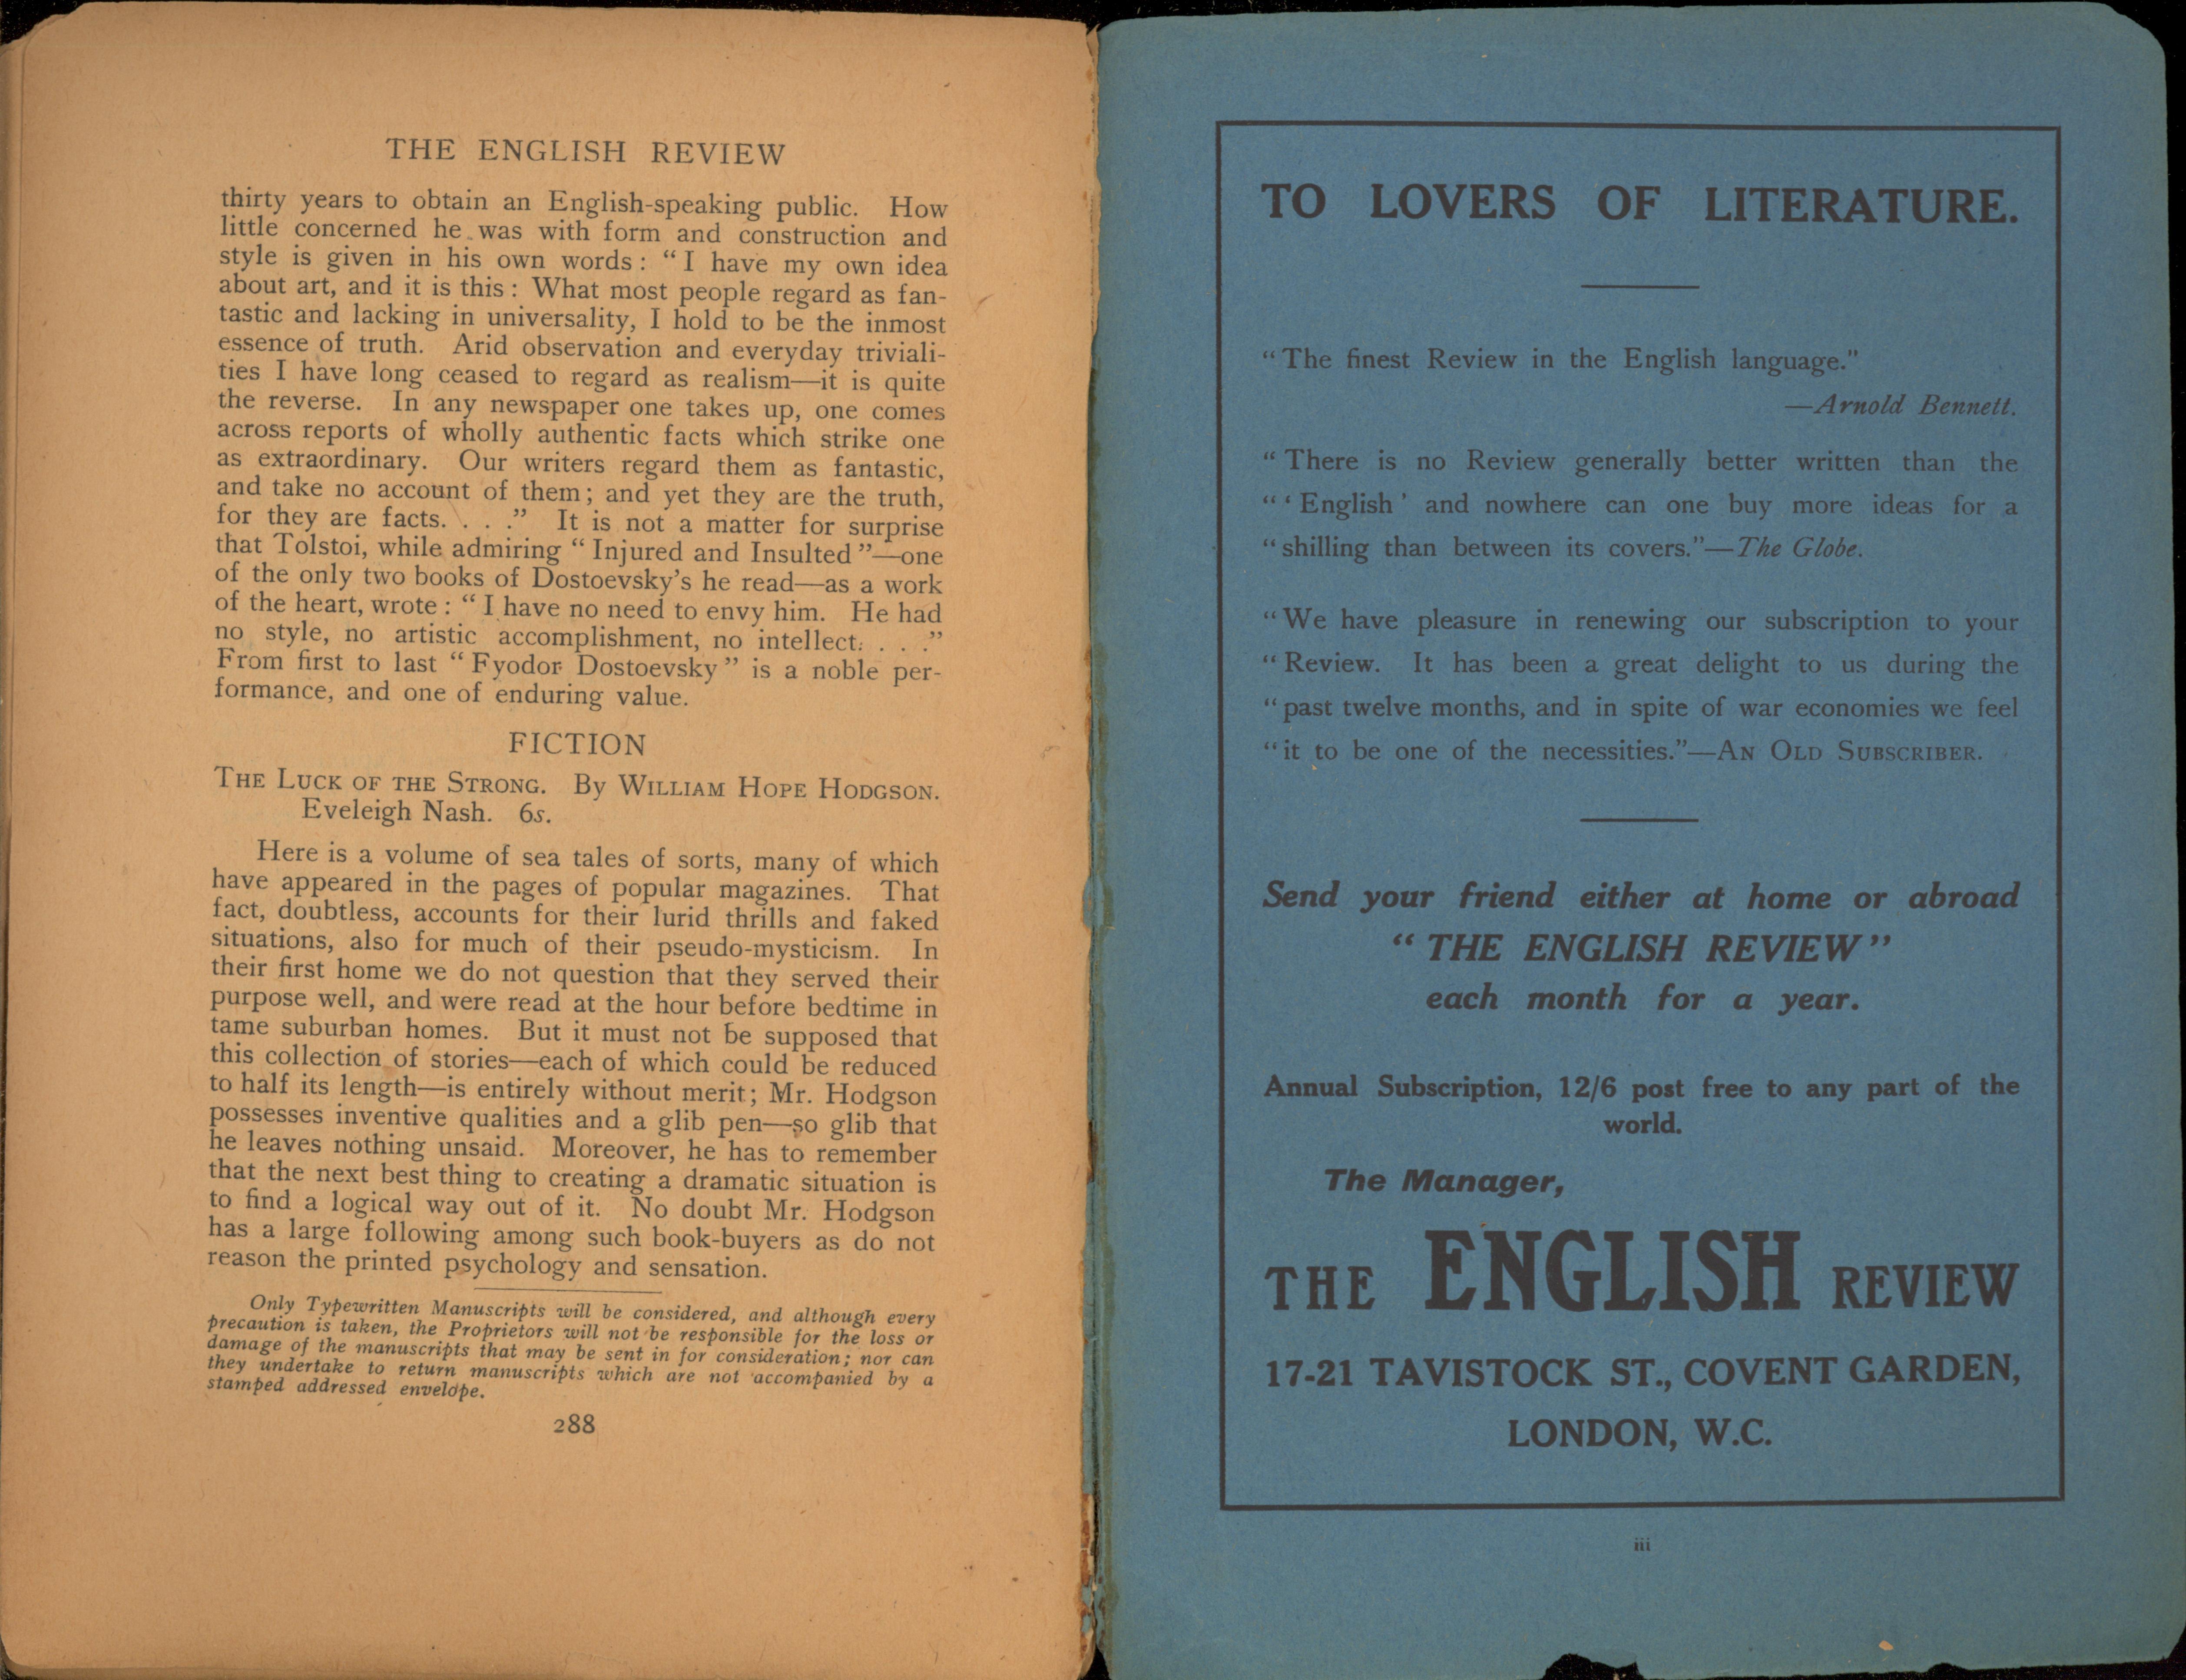 THE ENGLISH REVIEW
thirty years to obtain an English-speaking public. How
little concerned he was with form and construction and
style is given in his own words: “I have my own idea
about art, and it is this: What most people regard as fan-
tastic and lacking in universality, I hold to be the inmost
essence of truth. Arid observation and everyday triviali-
ties I have long ceased to regard as realism—it is quite
the reverse. In any newspaper one takes up, one comes
across reports of wholly authentic facts which strike one
as extraordinary. Our writers regard them as fantastic,
and take no account of them; and yet they are the truth,
for they are facts. . . .” It is not a matter for surprise
that Tolstoi, while admiring “Injured and Insulted”—one
of the only two books of Dostoevsky’s he read—as a work
of the heart, wrote: “I have no need to envy him. He had
no style, no artistic accomplishment, no intellect. . . .”
From first to last “Fyodor Dostoevsky” is a noble per-
formance, and one of enduring value.
FICTION
THE LUCK OF THE STRONG. By WILLIAM HOPE HODGSON.
Eveleigh Nash. 6s.
Here is a volume of sea tales of sorts, many of which
have appeared in the pages of popular magazines. That
fact, doubtless, accounts for their lurid thrills and faked
situations, also for much of their pseudo-mysticism. In
their first home we do not question that they served their
purpose well, and were read at the hour before bedtime in
tame suburban homes. But it must not be supposed that
this collection of stories—each of which could be reduced
to half its length—is entirely without merit; Mr. Hodgson
possesses inventive qualities and a glib pen—so glib that
he leaves nothing unsaid. Moreover, he has to remember
that the next best thing to creating a dramatic situation is
to find a logical way out of it. No doubt Mr. Hodgson
has a large following among such book-buyers as do not
reason the printed psychology and sensation.
Only Typewritten Manuscripts will be considered, and although every
precaution is taken, the Proprietors will not be responsible for the loss or
damage of the manuscripts that may be sent in for consideration; nor can
they undertake to return manuscripts which are not accompanied by a
stamped addressed envelope.
288
TO LOVERS OF LITERATURE.
“The finest Review in the English language.”
—Arnold Bennett.
“There is no Review generally better written than the
“‘English’ and nowhere can one buy more ideas for a
“shilling than between its covers.”—The Globe.
“We have pleasure in renewing our subscription to your
“Review. It has been a great delight to us during the
“past twelve months, and in spite of war economies we feel
“it to be one of the necessities.”—AN OLD SUBSCRIBER.
Send your friend either at home or abroad
“THE ENGLISH REVIEW”
each month for a year.
Annual Subscription, 12/6 post free to any part of the
world.
The Manager,
THE ENGLISH REVIEW
17-21 TAVISTOCK ST., COVENT GARDEN,
LONDON, W.C.
iii